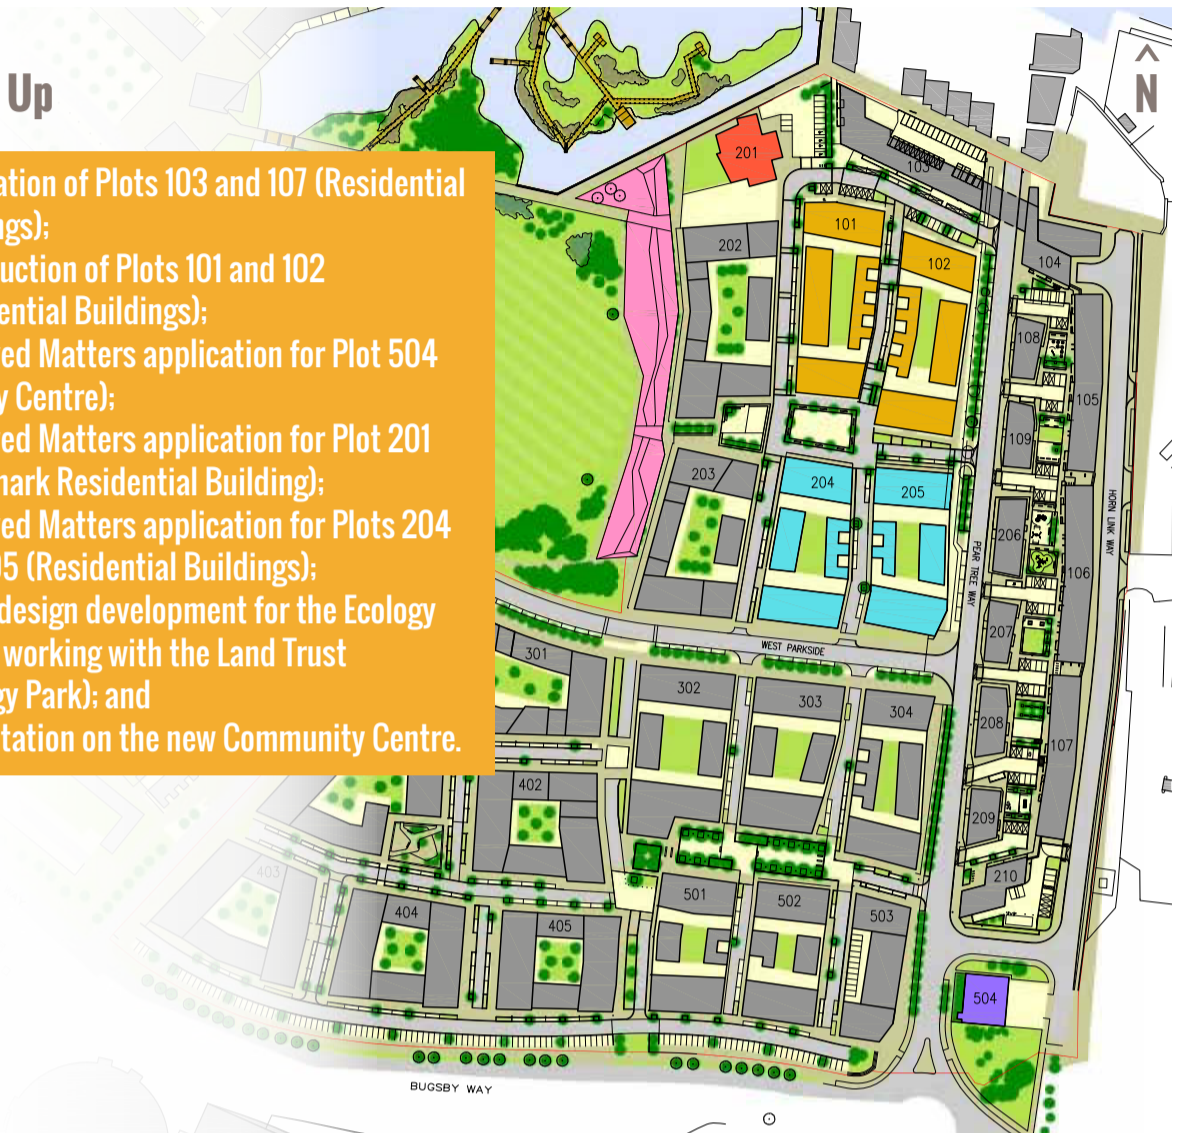 Up
ation of Plots 103 and 107 (Residential
ngs);
uction of Plots 101 and 102
ential Buildings);
ed Matters application for Plot 504
y Centre);
ed Matters application for Plot 201
mark Residential Building);
ed Matters application for Plots 204
05 (Residential Buildings);
design development for the Ecology
working with the Land Trust
gy Park); and
tation on the new Community Centre.
N
201
103
101
202
102
104
108
105
109
203
204
205
HORN LINK WAY
206
PEAR TREE WAY
106
207
WEST PARKSIDE
301
302
303
304
208
107
402
209
403
210
501
502
404
503
405
504
BUGSBY WAY